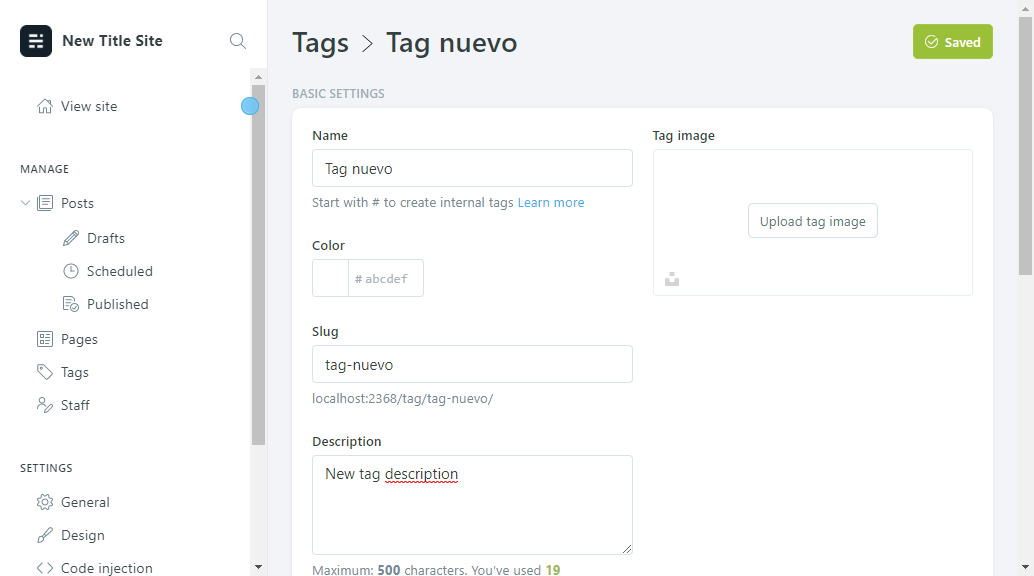 New Title Site
View site
MANAGE
Posts
Drafts
Scheduled
Published
Pages
Tags
Staff
SETTINGS
General
Design
Code injection
Tags > Tag nuevo
Saved
BASIC SETTINGS
Name
Tag nuevo
Start with # to create internal tags Learn more
Color
# abcdef
Slug
tag-nuevo
localhost:2368/tag/tag-nuevo/
Description
New tag description
Maximum: 500 characters. You've used 19
Tag image
Upload tag image